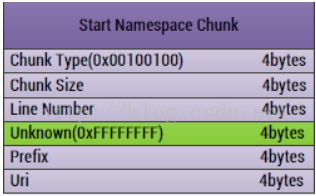 Start Namespace Chunk
Chunk Type(0x00100100) 4bytes
Chunk Size 4bytes
Line Number 4bytes
Unknown(0xFFFFFFFF) 4bytes
Prefix 4bytes
Uri 4bytes